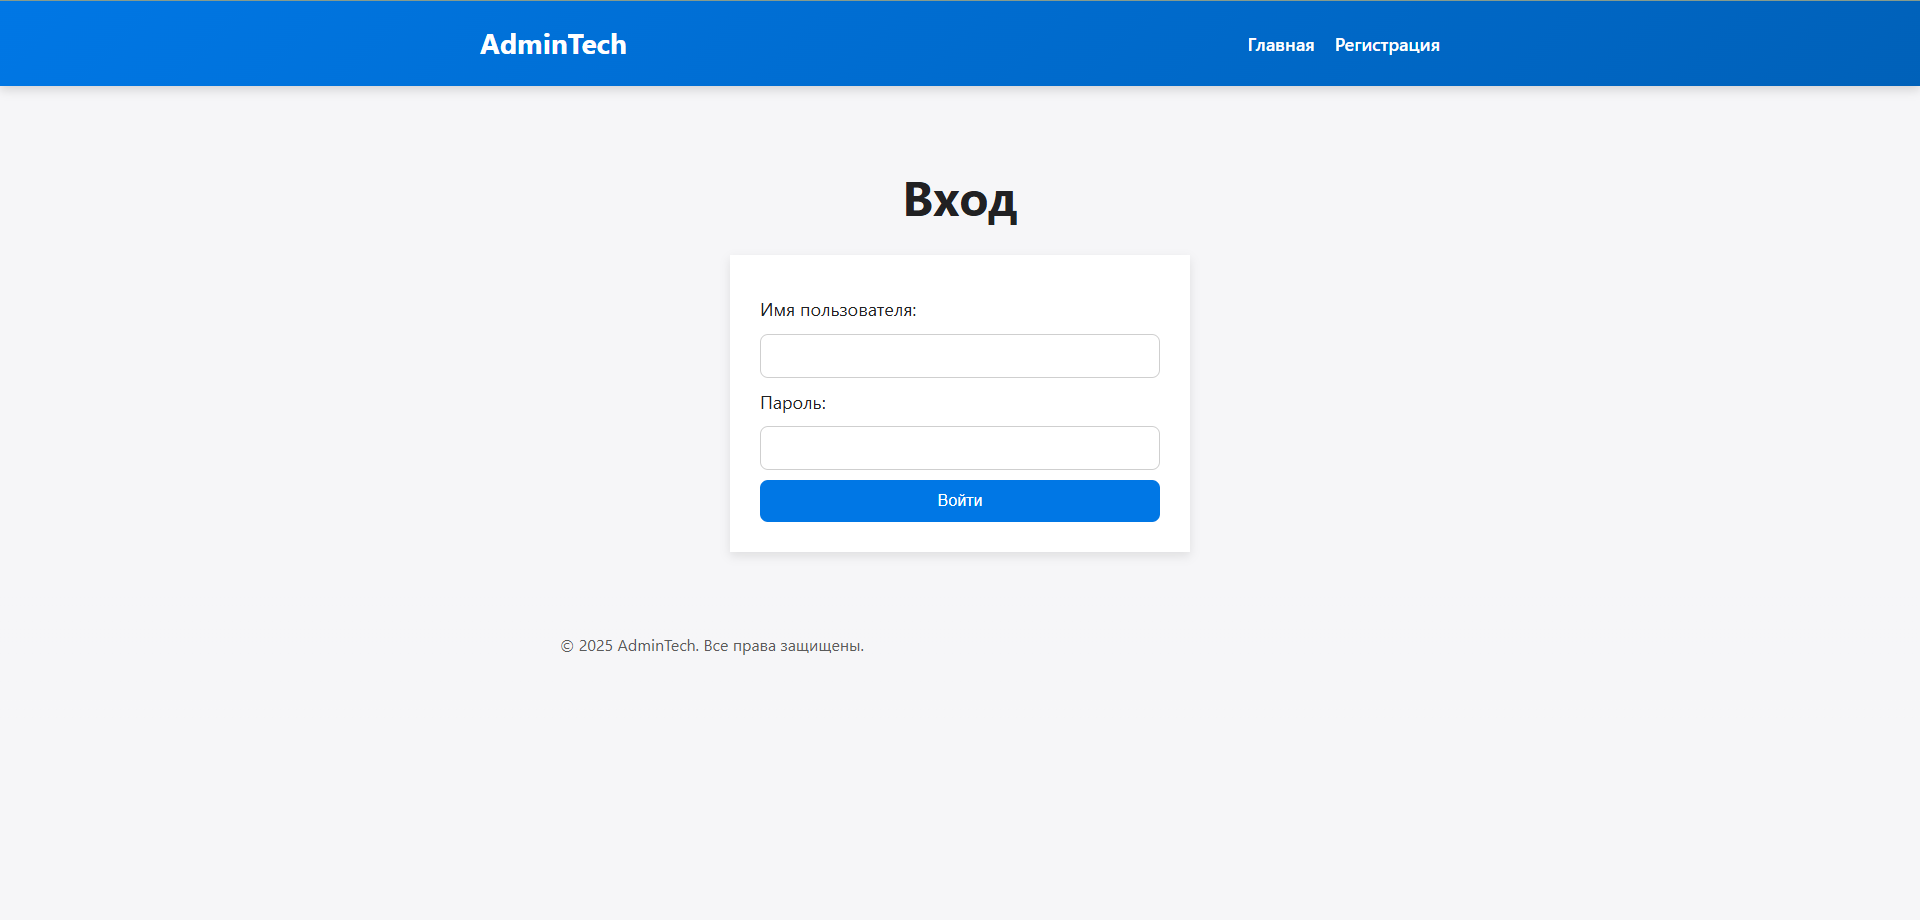 AdminTech
Главная Регистрация
Вход
Имя пользователя:
Пароль:
Войти
© 2025 AdminTech. Все права защищены.